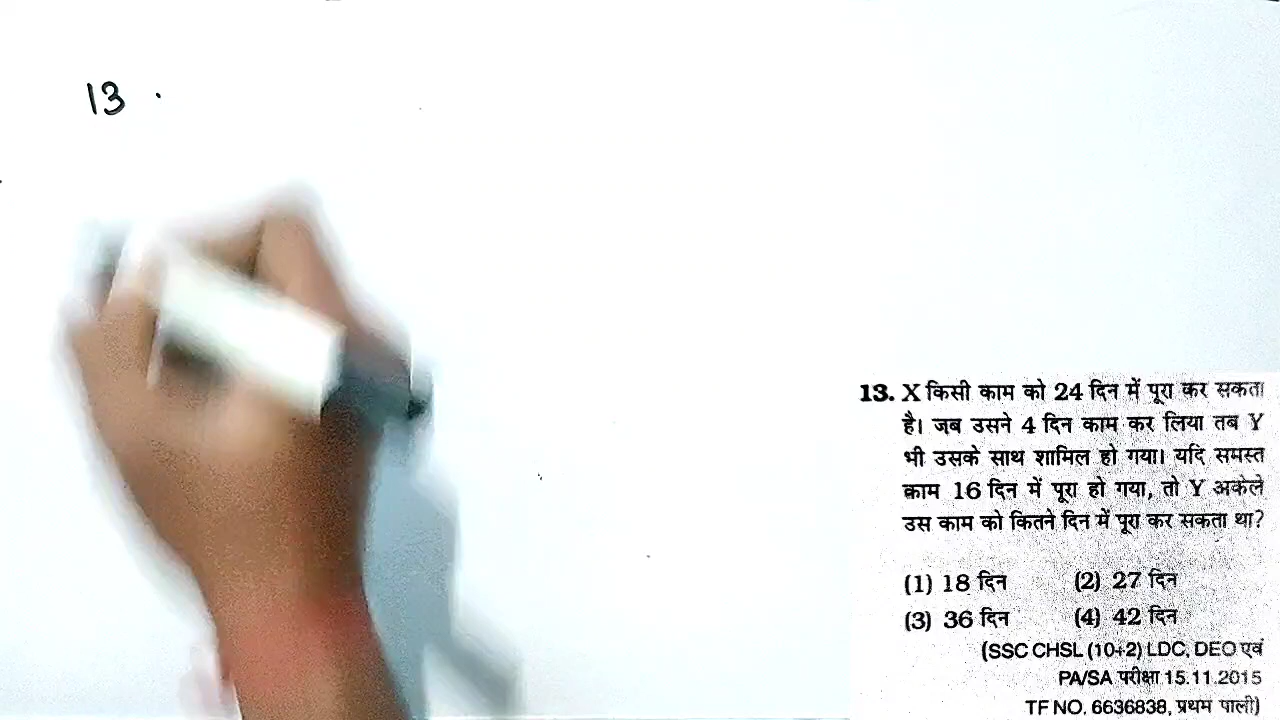 13 .
13. X किसी काम को 24 दिन में पूरा कर सकता
है। जब उसने 4 दिन काम कर लिया तब Y
भी उसके साथ शामिल हो गया। यदि समस्त
काम 16 दिन में पूरा हो गया, तो Y अकेले
उस काम को कितने दिन में पूरा कर सकता था?
(1) 18 दिन (2) 27 दिन
(3) 36 दिन (4) 42 दिन
(SSC CHSL (10+2) LDC, DEO एवं
PA/SA परीक्षा 15.11.2015
TF NO. 6636838, प्रथम पाली)